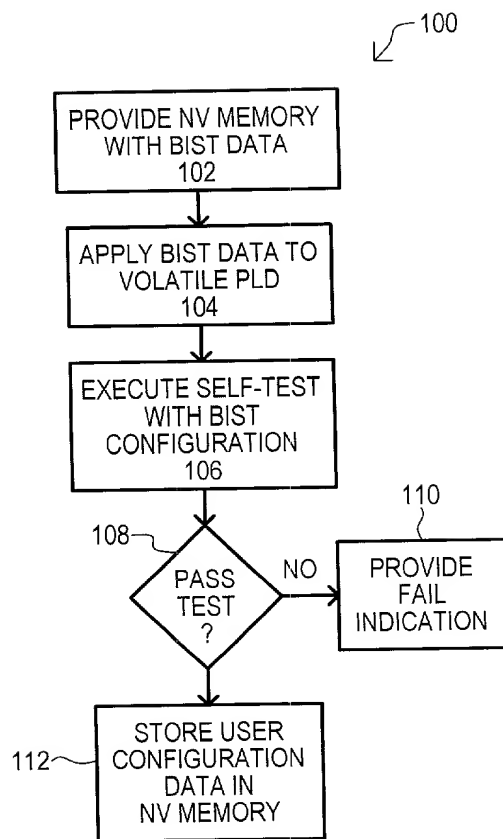 100
PROVIDE NV MEMORY
WITH BIST DATA
102
APPLY BIST DATA TO
VOLATILE PLD
104
EXECUTE SELF-TEST
WITH BIST
CONFIGURATION
106
108
PASS
TEST
?
NO
110
PROVIDE
FAIL
INDICATION
112
STORE USER
CONFIGURATION
DATA IN
NV MEMORY